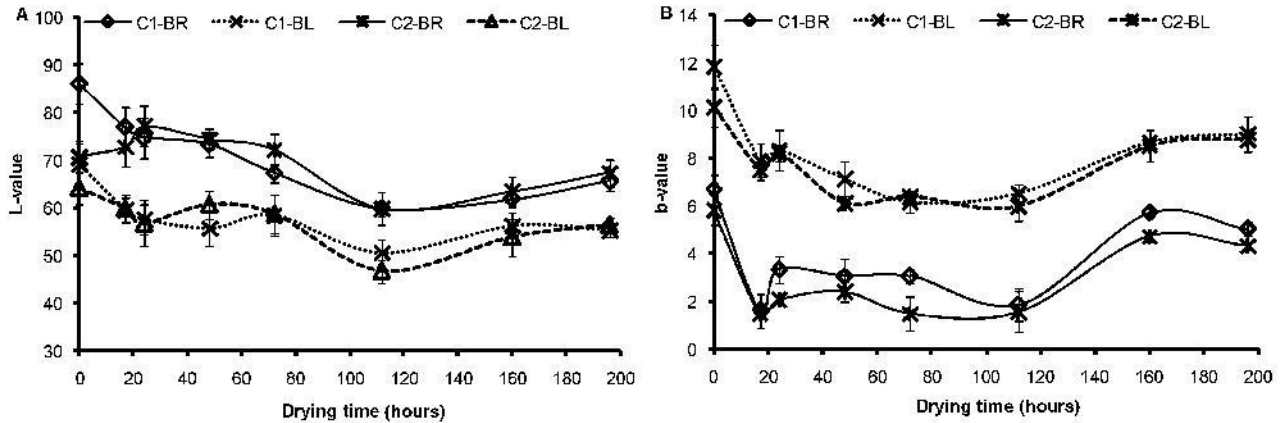 A
C1-BR C1-BL C2-BR C2-BL
100
90
80
70
60
50
40
30
L-value
0 20 40 60 80 100 120 140 160 180 200
Drying time (hours)
B
C1-BR C1-BL C2-BR C2-BL
14
12
10
8
6
4
2
0
b-value
0 20 40 60 80 100 120 140 160 180 200
Drying time (hours)